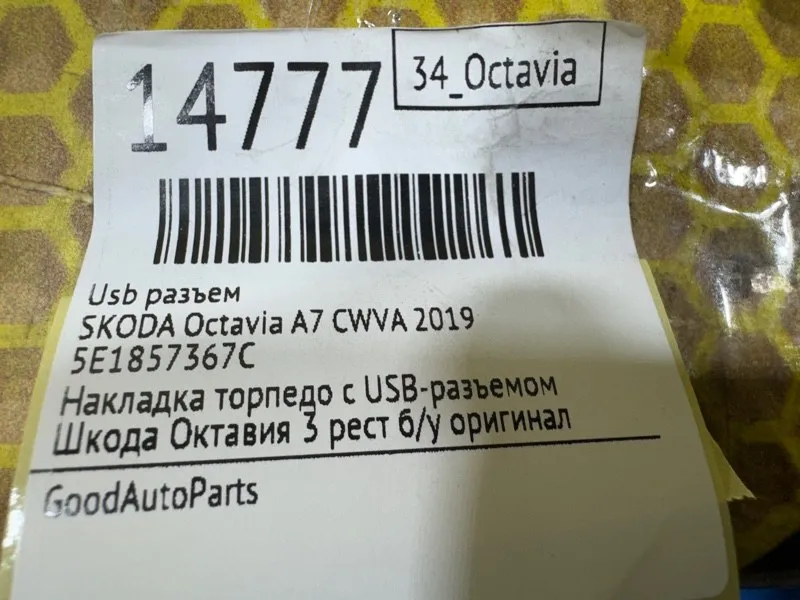 14777
34_Octavia
Usb разъем
SKODA Octavia A7 CWVA 2019
5E1857367C
Накладка торпедо с USB-разъемом
Шкода Октавия 3 рест б/у оригинал
GoodAutoParts